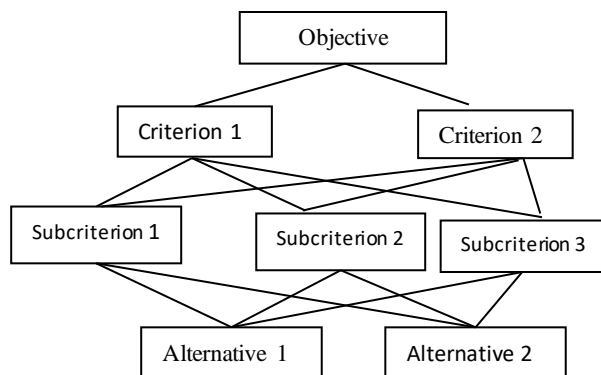 Objective
Criterion 1
Criterion 2
Subcriterion 1
Subcriterion 2
Subcriterion 3
Alternative 1
Alternative 2